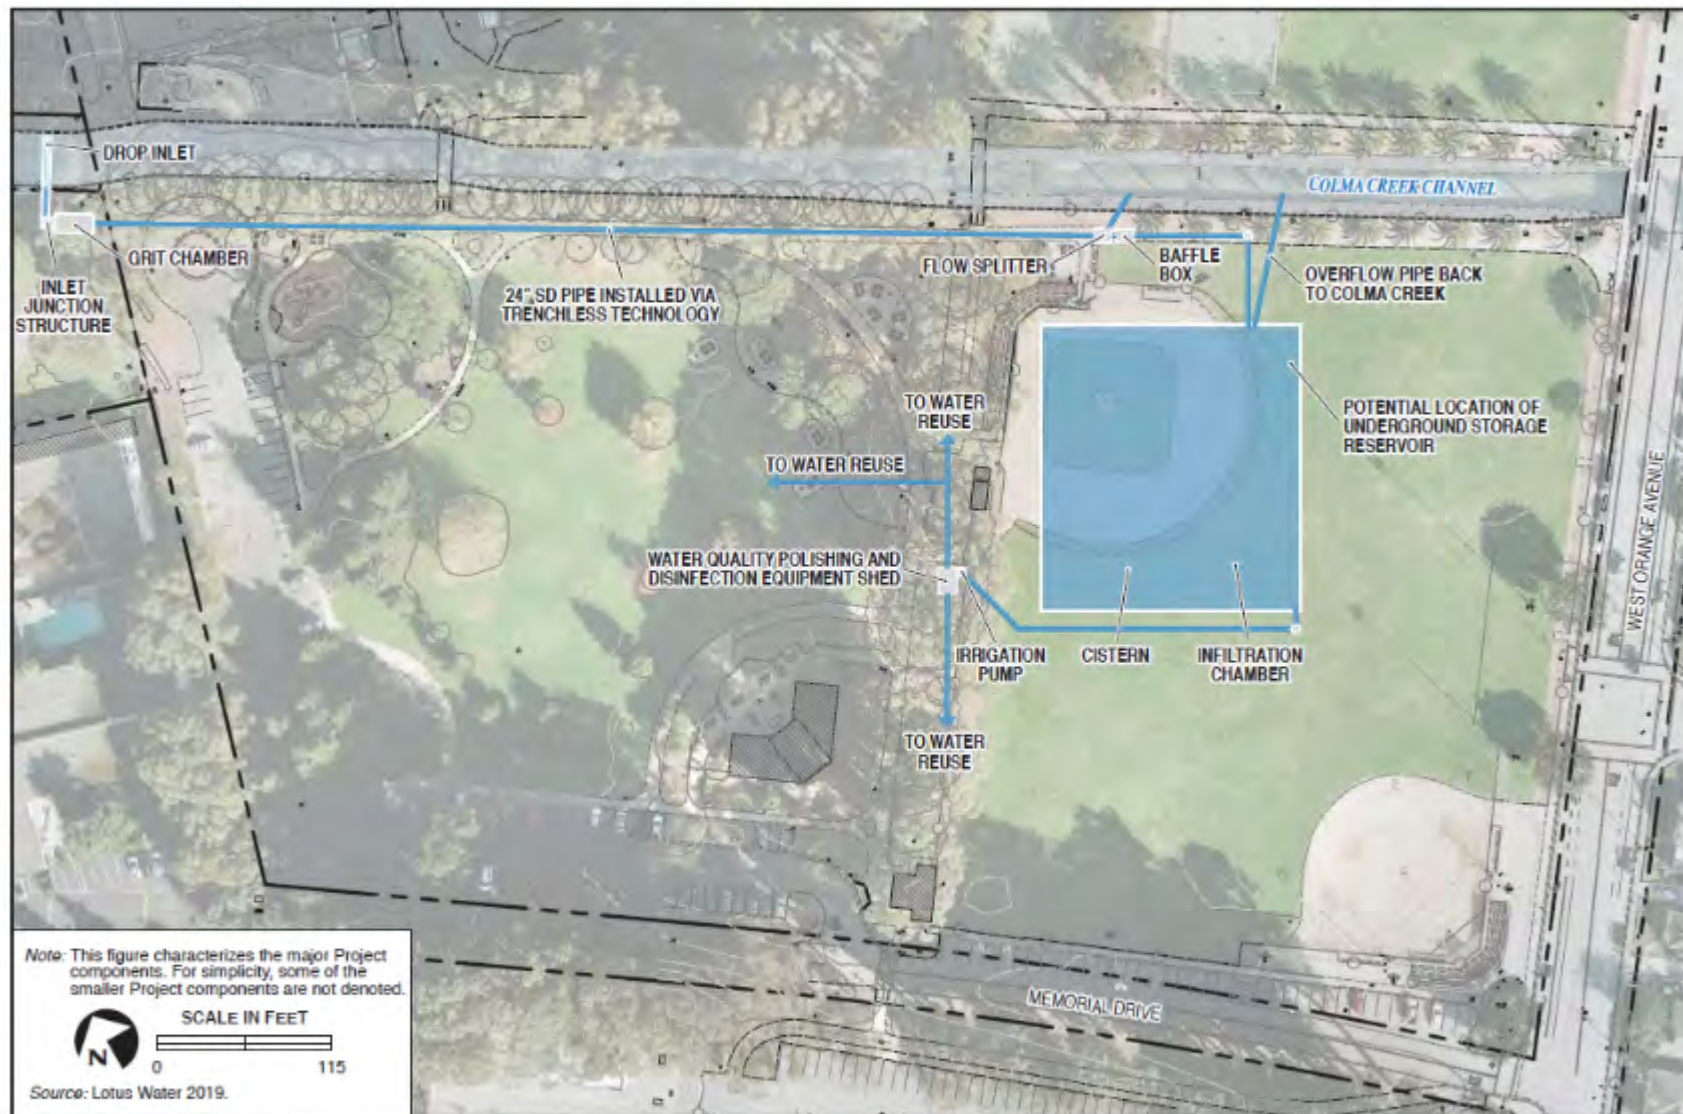 DROP INLET
COLMA CREEK CHANNEL
GRIT CHAMBER
INLET
JUNCTION
STRUCTURE
24" SD PIPE INSTALLED VIA
TRENCHLESS TECHNOLOGY
FLOW SPLITTER
BAFFLE
BOX
OVERFLOW PIPE BACK
TO COLMA CREEK
TO WATER
REUSE
POTENTIAL LOCATION OF
UNDERGROUND STORAGE
RESERVOIR
TO WATER REUSE
WEST ORANGE AVENUE
WATER QUALITY POLISHING AND
DISINFECTION EQUIPMENT SHED
IRRIGATION
PUMP
CISTERN
INFILTRATION
CHAMBER
TO WATER
REUSE
MEMORIAL DRIVE
Note: This figure characterizes the major Project
components. For simplicity, some of the
smaller Project components are not denoted.
N
SCALE IN FEET
0 115
Source: Lotus Water 2019.